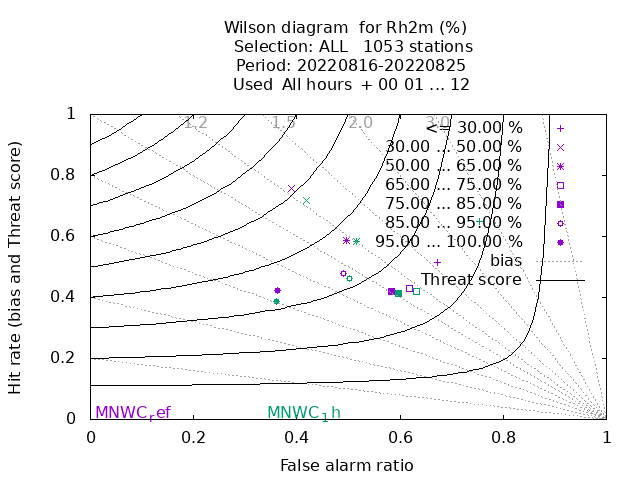 Wilson diagram  for Rh2m (%)
Selection: ALL   1053 stations
Period: 20220816-20220825
Used  All hours  + 00 01 ... 12
Hit rate (bias and Threat score)
1
0.8
0.6
0.4
0.2
0
1.2
1.5
2.0
3.0
<= 30.00 %
30.00 ... 50.00 %
50.00 ... 65.00 %
65.00 ... 75.00 %
75.00 ... 85.00 %
85.00 ... 95.00 %
95.00 ... 100.00 %
bias
Threat score
MNWC_ref
MNWC_1h
0
0.2
0.4
0.6
0.8
1
False alarm ratio